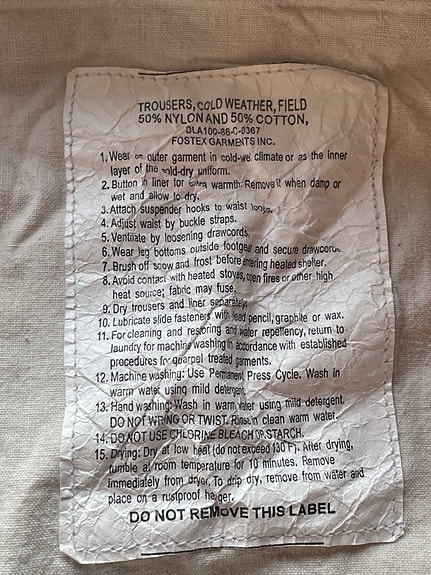 TROUSERS, COLD WEATHER, FIELD
50% NYLON AND 50% COTTON,
DLA100-86-C-0367
FOSTEX GARMENTS INC.
1. Wear as outer garment in cold-wet climate or as the inner
layer of the cold-dry uniform.
2. Button in liner for extra warmth. Remove it when damp or
wet and allow to dry.
3. Attach suspender hooks to waist loops.
4. Adjust waist by buckle straps.
5. Ventilate by loosening drawcords.
6. Wear leg bottoms outside footgear and secure drawcords.
7. Brush off snow and frost before entering heated shelter.
8. Avoid contact with heated stoves, open fires or other high
heat source; fabric may fuse.
9. Dry trousers and liner separately.
10. Lubricate slide fasteners with lead pencil, graphite or wax.
11. For cleaning and restoring and water repellency, return to
laundry for machine washing in accordance with established
procedures for quarpel treated garments.
12. Machine washing: Use Permanent Press Cycle. Wash in
warm water using mild detergent.
13. Hand washing: Wash in warm water using mild detergent.
DO NOT WRING OR TWIST. Rinse in clean warm water.
14. DO NOT USE CHLORINE BLEACH OR STARCH.
15. Drying: Dry at low heat (do not exceed 130 F). After drying,
tumble at room temperature for 10 minutes. Remove
immediately from dryer. To drip dry, remove from water and
place on a rustproof hanger.
DO NOT REMOVE THIS LABEL